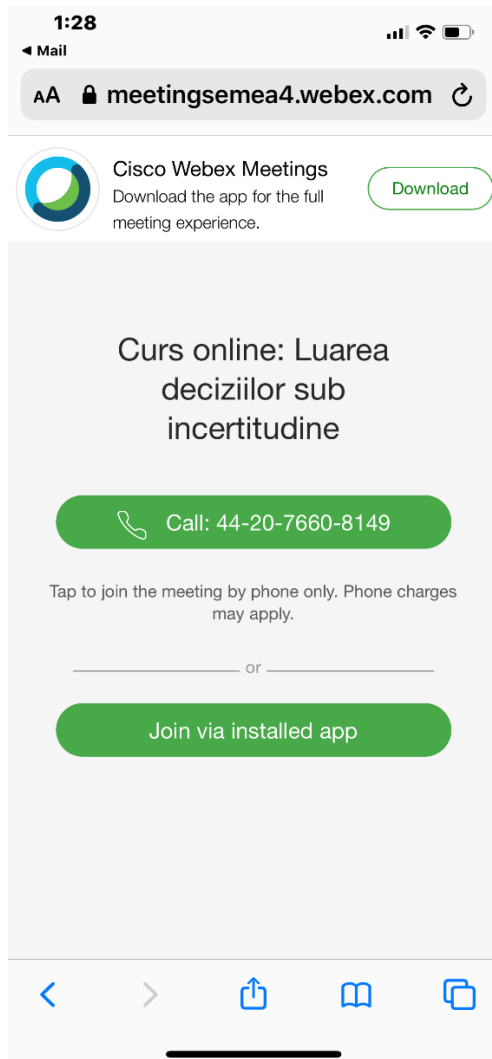 1:28
◀ Mail
AA meetingsemea4.webex.com
Cisco Webex Meetings
Download the app for the full
meeting experience.
Download
Curs online: Luarea
deciziilor sub
incertitudine
Call: 44-20-7660-8149
Tap to join the meeting by phone only. Phone charges
may apply.
or
Join via installed app